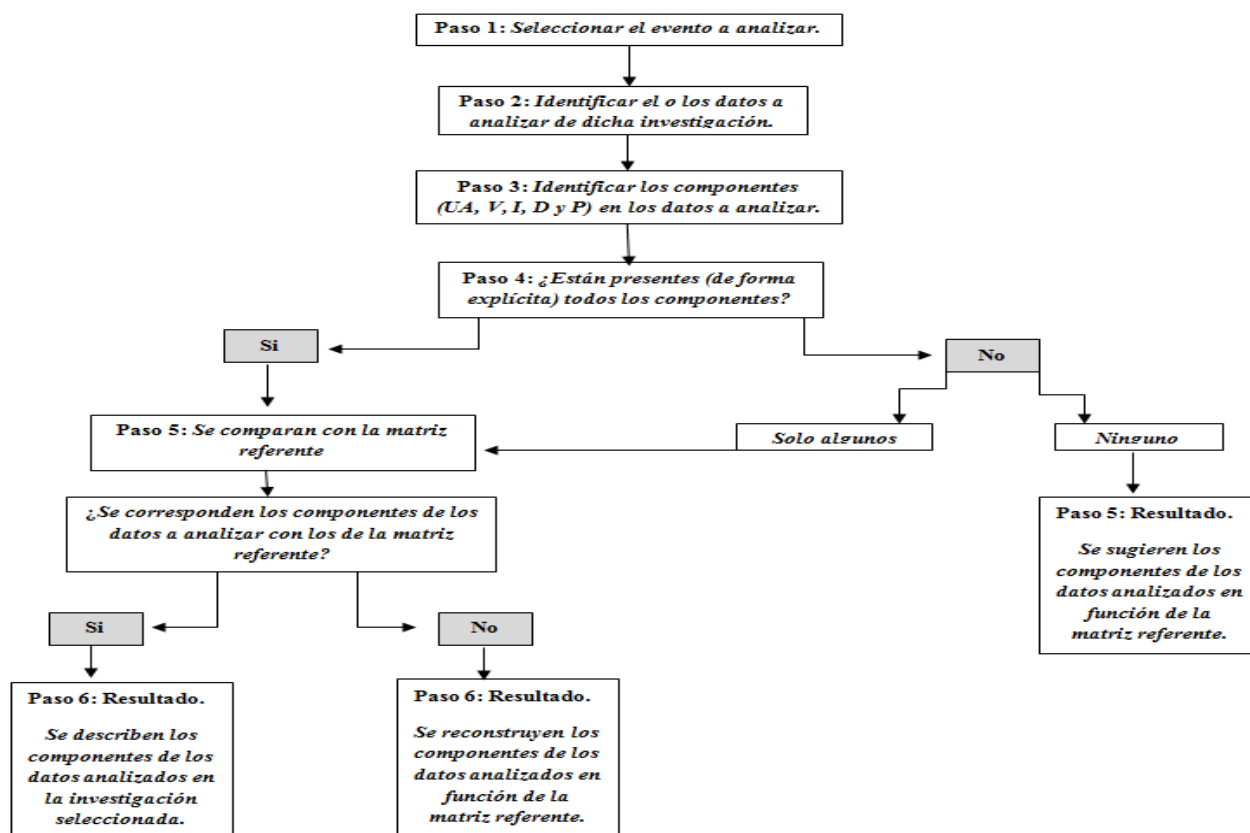 Paso 1: Seleccionar el evento a analizar.
Paso 2: Identificar el o los datos a
analizar de dicha investigación.
Paso 3: Identificar los componentes
(UA, V, I, D y P) en los datos a analizar.
Paso 4: ¿Están presentes (de forma
explícita) todos los componentes?
Si
No
Solo algunos
Ninguno
Paso 5: Se comparan con la matriz
referente
¿Se corresponden los componentes de los
datos a analizar con los de la matriz
referente?
Paso 5: Resultado.
Se sugieren los
componentes de los
datos analizados en
función de la
matriz referente.
Si
No
Paso 6: Resultado.
Se describen los
componentes de los
datos analizados en
la investigación
seleccionada.
Paso 6: Resultado.
Se reconstruyen los
componentes de los
datos analizados en
función de la
matriz referente.